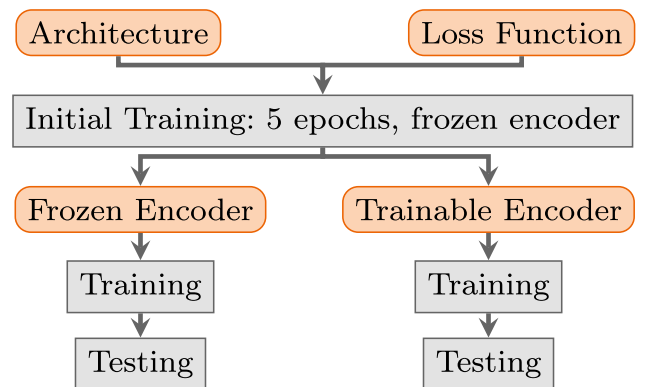 Architecture
Loss Function
Initial Training: 5 epochs, frozen encoder
Frozen Encoder
Trainable Encoder
Training
Training
Testing
Testing